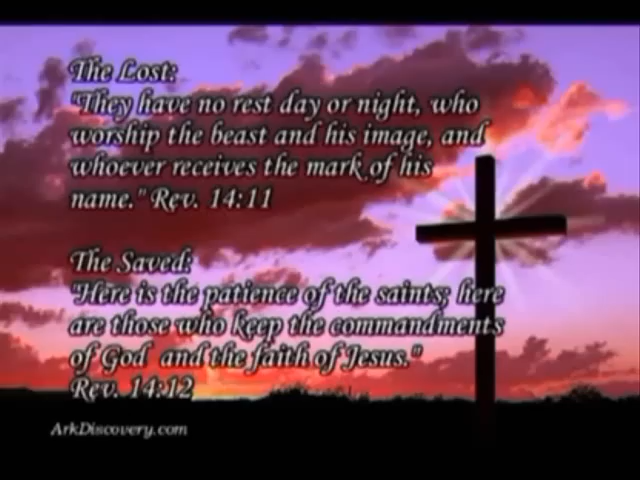 The Lost:
"They have no rest day or night, who
worship the beast and his image, and
whoever receives the mark of his
name." Rev. 14:11
The Saved:
"Here is the patience of the saints; here
are those who keep the commandments
of God and the faith of Jesus."
Rev. 14:12
ArkDiscovery.com